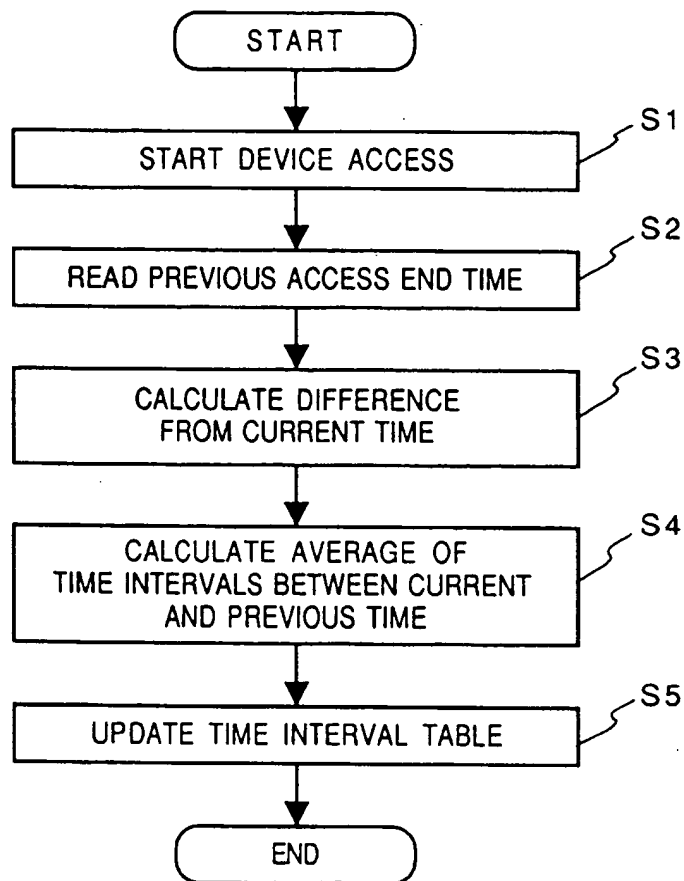 START
S1
START DEVICE ACCESS
S2
READ PREVIOUS ACCESS END TIME
S3
CALCULATE DIFFERENCE
FROM CURRENT TIME
S4
CALCULATE AVERAGE OF
TIME INTERVALS BETWEEN CURRENT
AND PREVIOUS TIME
S5
UPDATE TIME INTERVAL TABLE
END